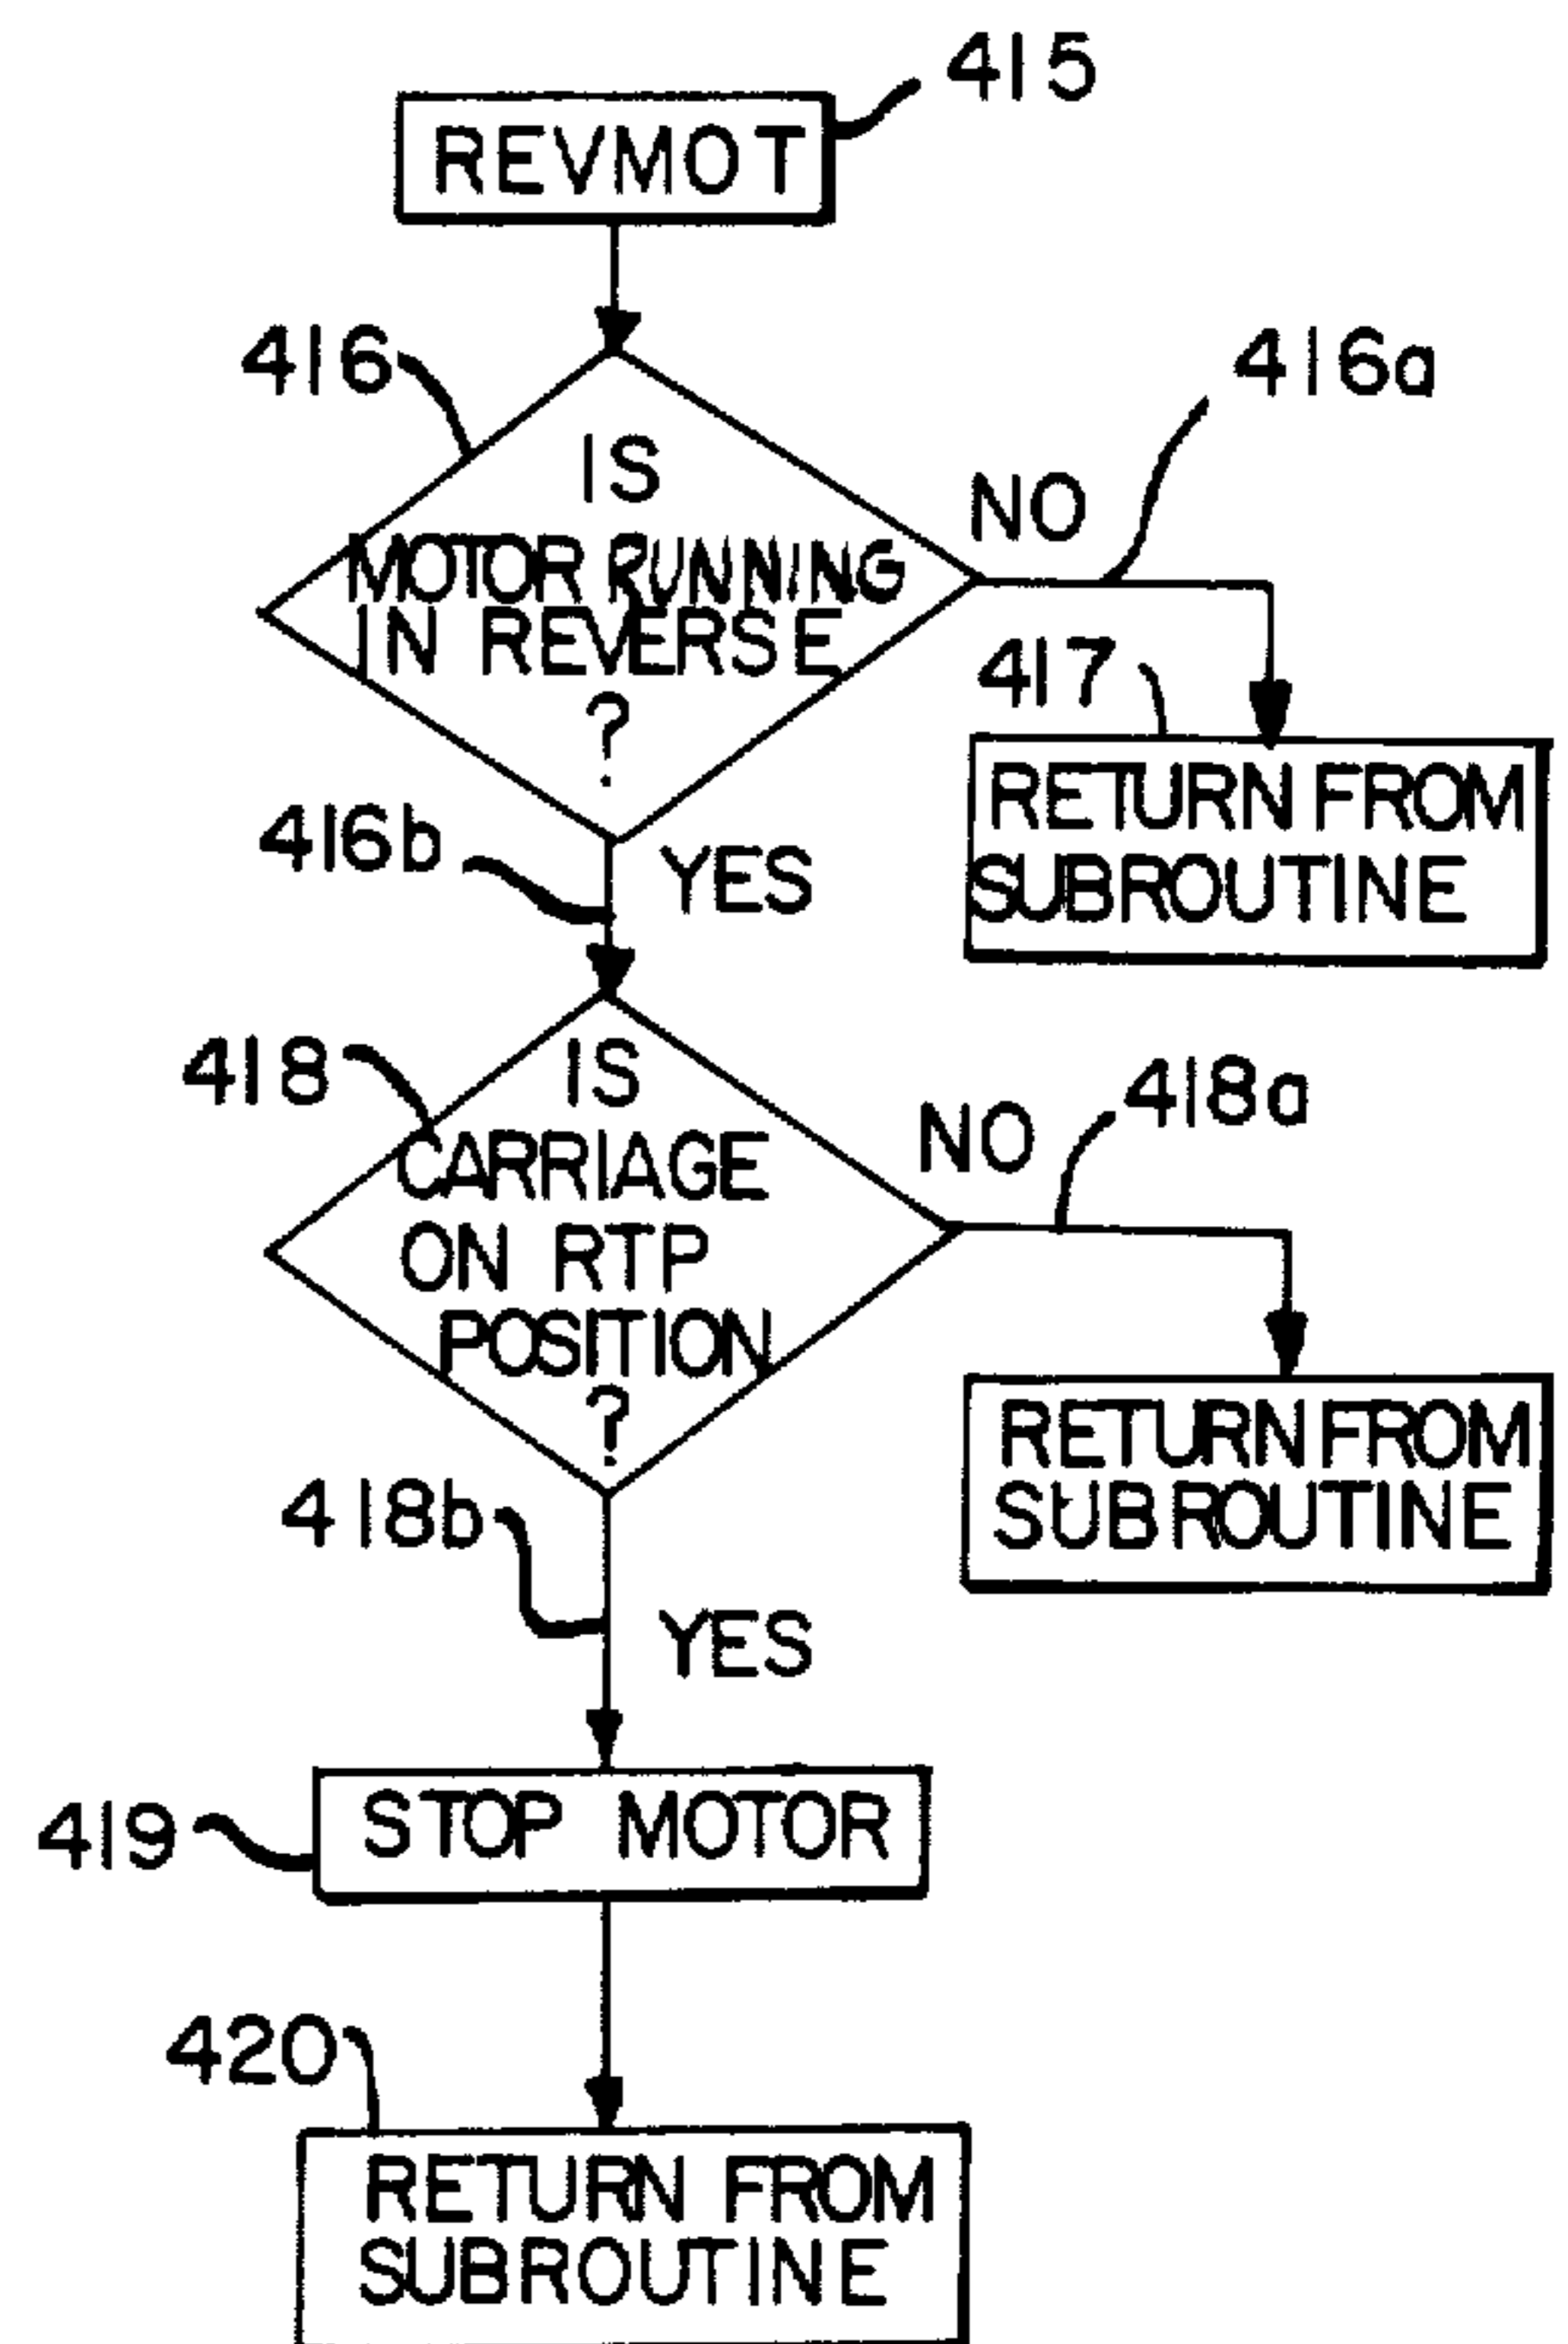 415
REVMOT
416
416a
IS
NO
MOTOR RUNNING
IN REVERSE
?
417
RETURN FROM
SUBROUTINE
416b
YES
418
IS
418a
NO
CARRIAGE
ON RTP
POSITION
?
RETURN FROM
SUBROUTINE
418b
YES
419
STOP MOTOR
420
RETURN FROM
SUBROUTINE